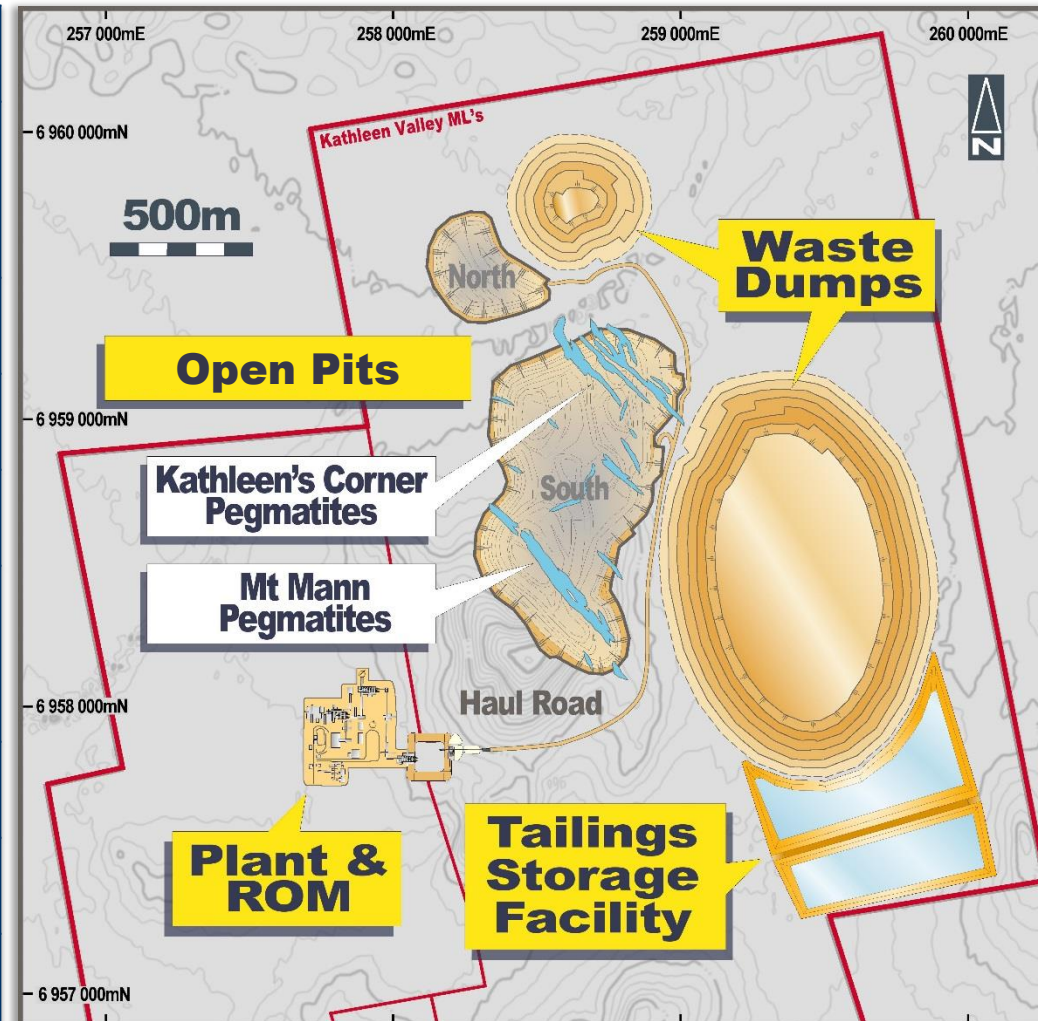 257 000mE
258 000mE
259 000mE
260 000mE
6 960 000mN
Kathleen Valley ML's
N
500m
North
Waste
Dumps
Open Pits
6 959 000mN
Kathleen's Corner
Pegmatites
South
Mt Mann
Pegmatites
Haul Road
6 958 000mN
Plant &
ROM
Tailings
Storage
Facility
6 957 000mN